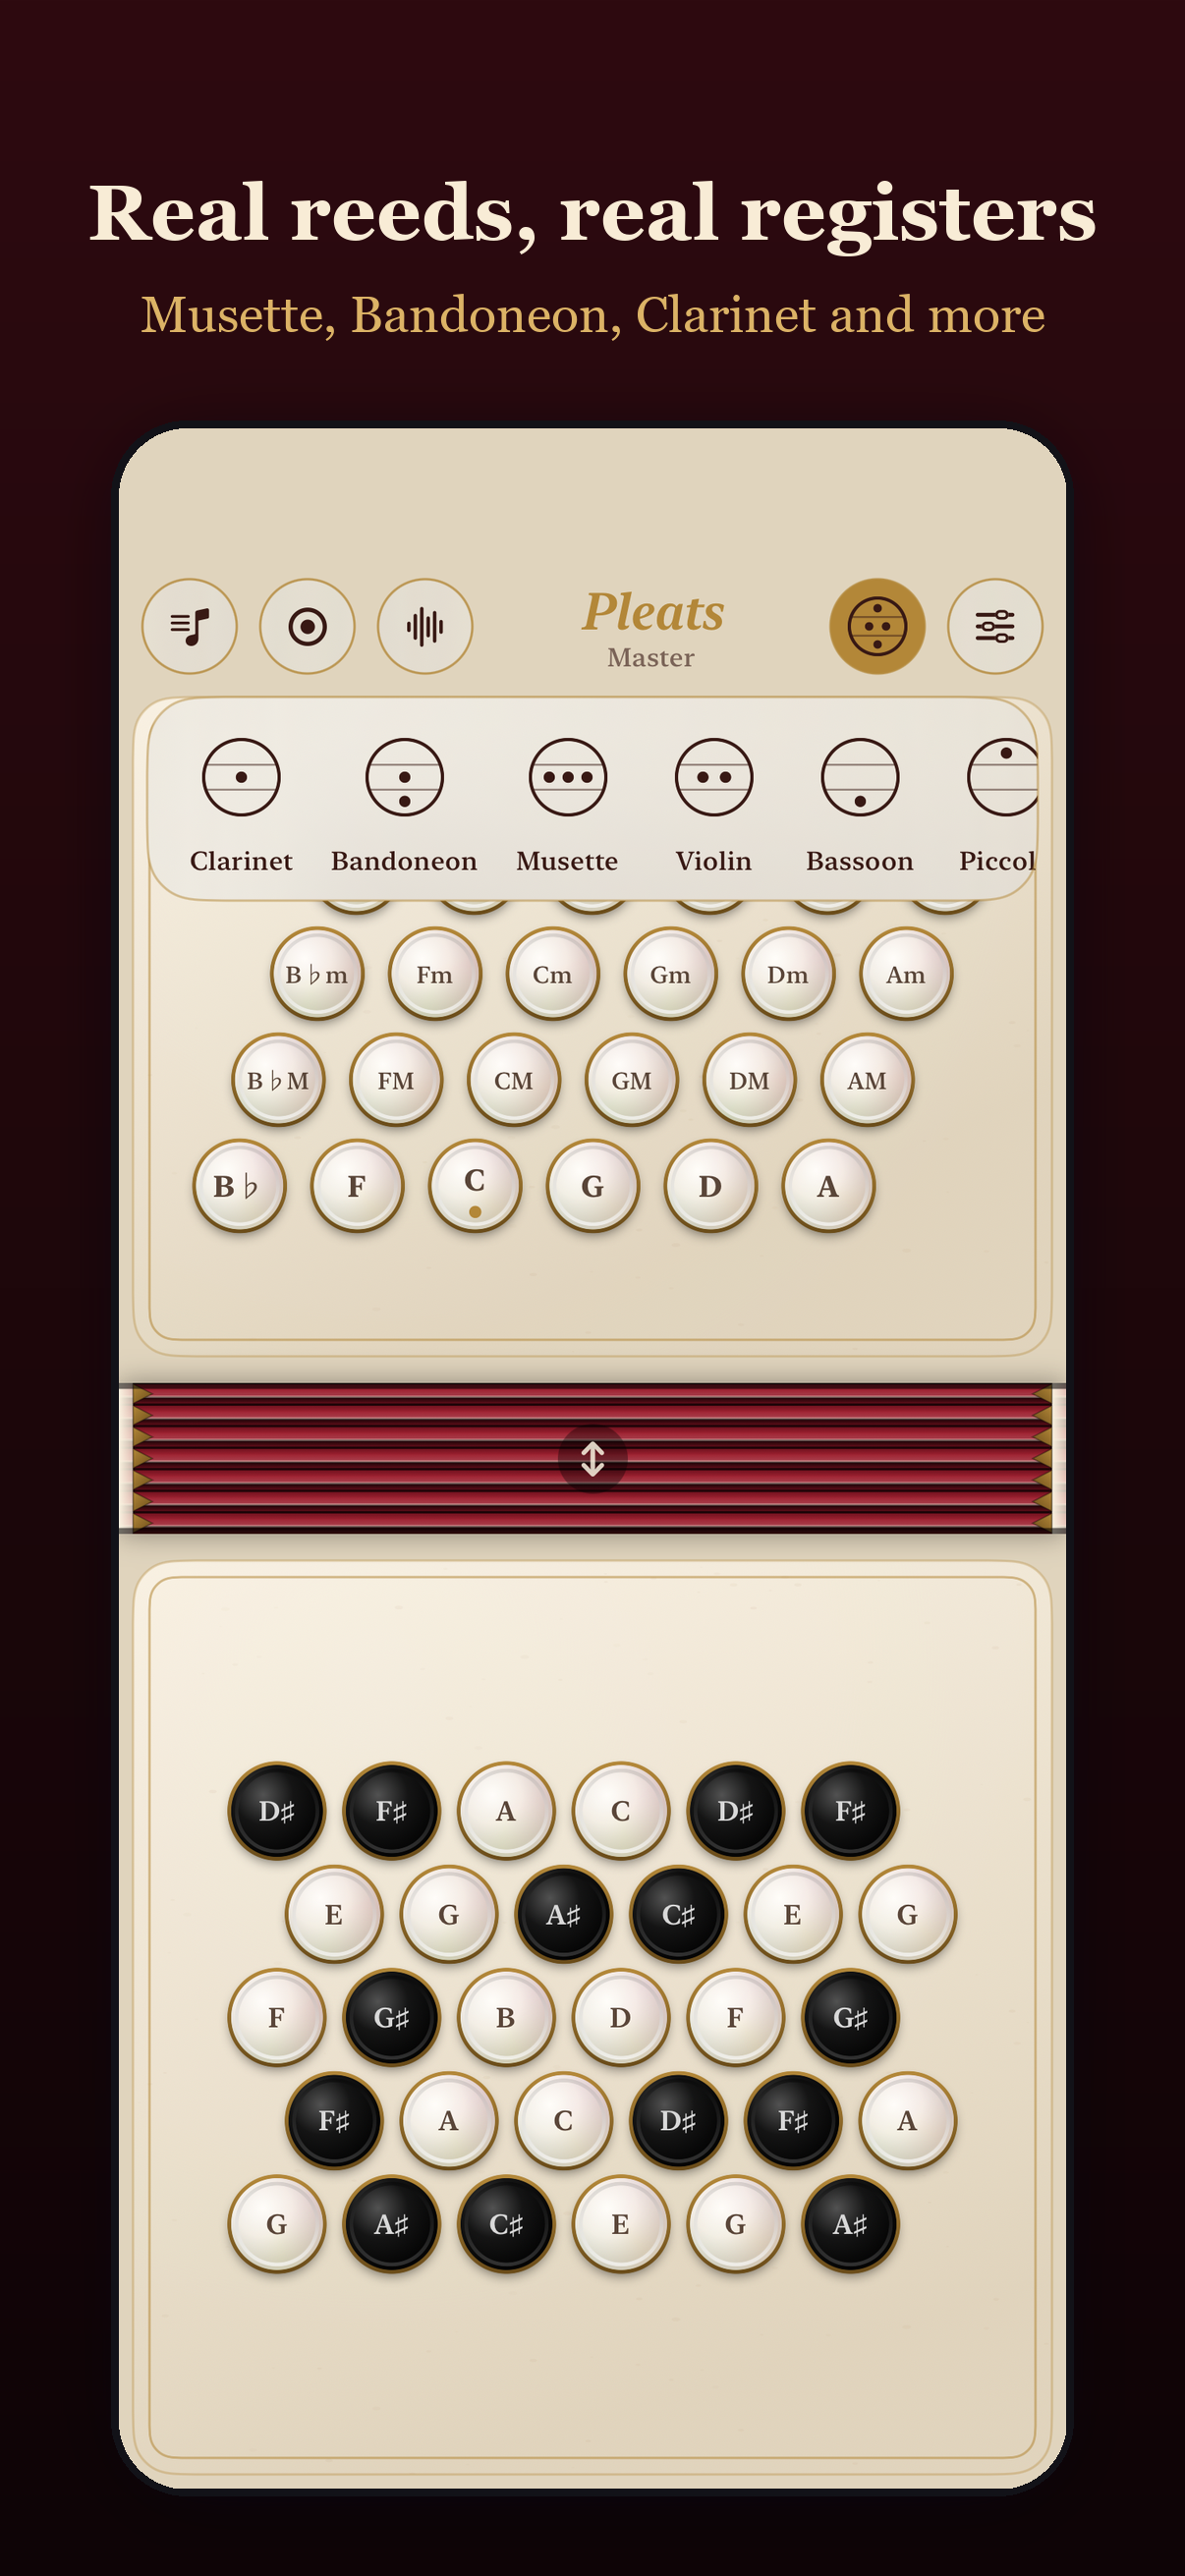 Real reeds, real registers
Musette, Bandoneon, Clarinet and more
Pleats
Master
Clarinet Bandoneon Musette Violin Bassoon Piccol
B♭m Fm Cm Gm Dm Am
B♭M FM CM GM DM AM
B♭ F C G D A
D♯ F♯ A C D♯ F♯
E G A♯ C♯ E G
F G♯ B D F G♯
F♯ A C D♯ F♯ A
G A♯ C♯ E G A♯